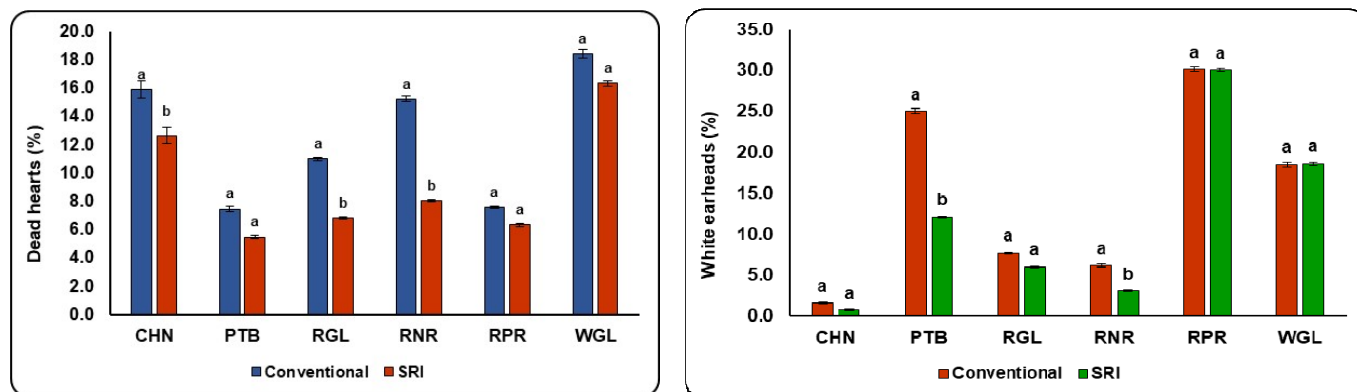 Dead hearts (%)
20.0
18.0
16.0
14.0
12.0
10.0
8.0
6.0
4.0
2.0
0.0
a b a a a b a b a a a a
CHN PTB RGL RNR RPR WGL
Conventional SRI
White earheads (%)
35.0
30.0
25.0
20.0
15.0
10.0
5.0
0.0
a a a b a a a b a a a a
CHN PTB RGL RNR RPR WGL
Conventional SRI